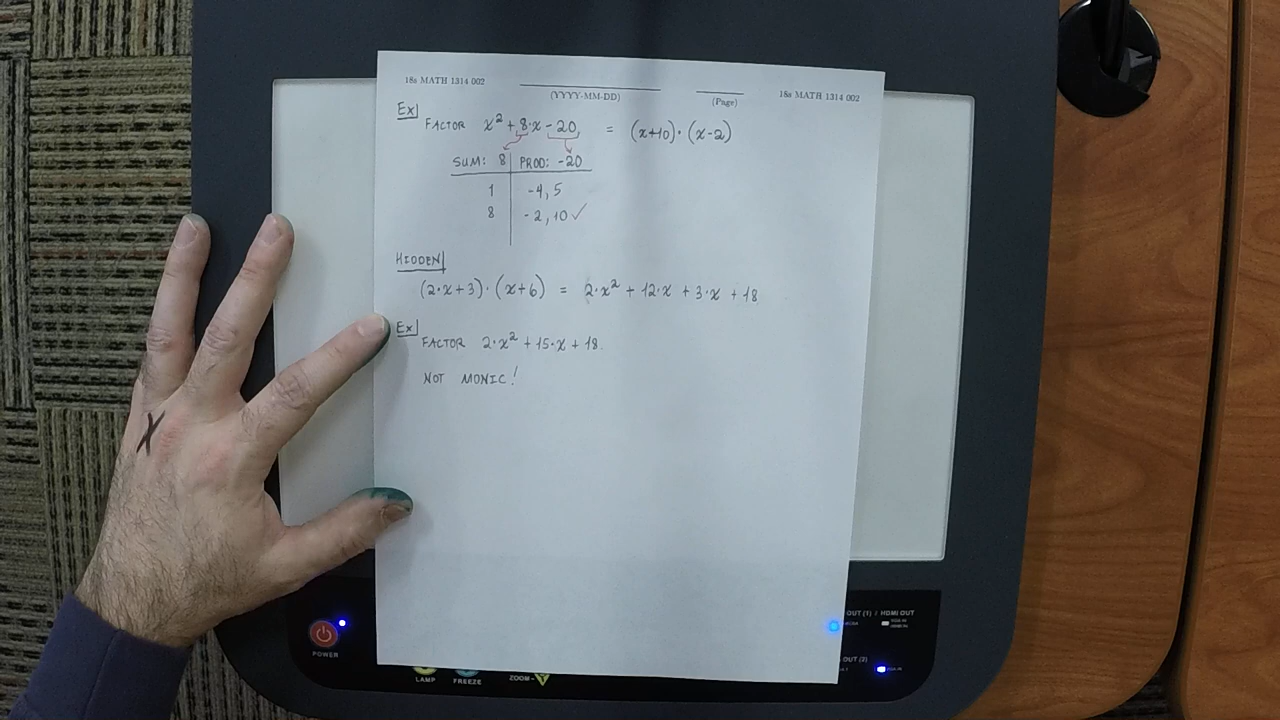 18s MATH 1314 002
(YYYY-MM-DD)
(Page)
18s MATH 1314 002
Ex
FACTOR x² + 8·x - 20 = (x+10)·(x-2)
SUM: 8 PROD: -20
1 -4, 5
8 -2, 10 ✓
HIDDEN
(2·x+3)·(x+6) = 2·x² + 12·x + 3·x + 18
Ex
FACTOR 2·x² + 15·x + 18.
NOT MONIC!
X
POWER
LAMP
FREEZE
ZOOM -
OUT (1) / HDMI OUT
OUT (2)